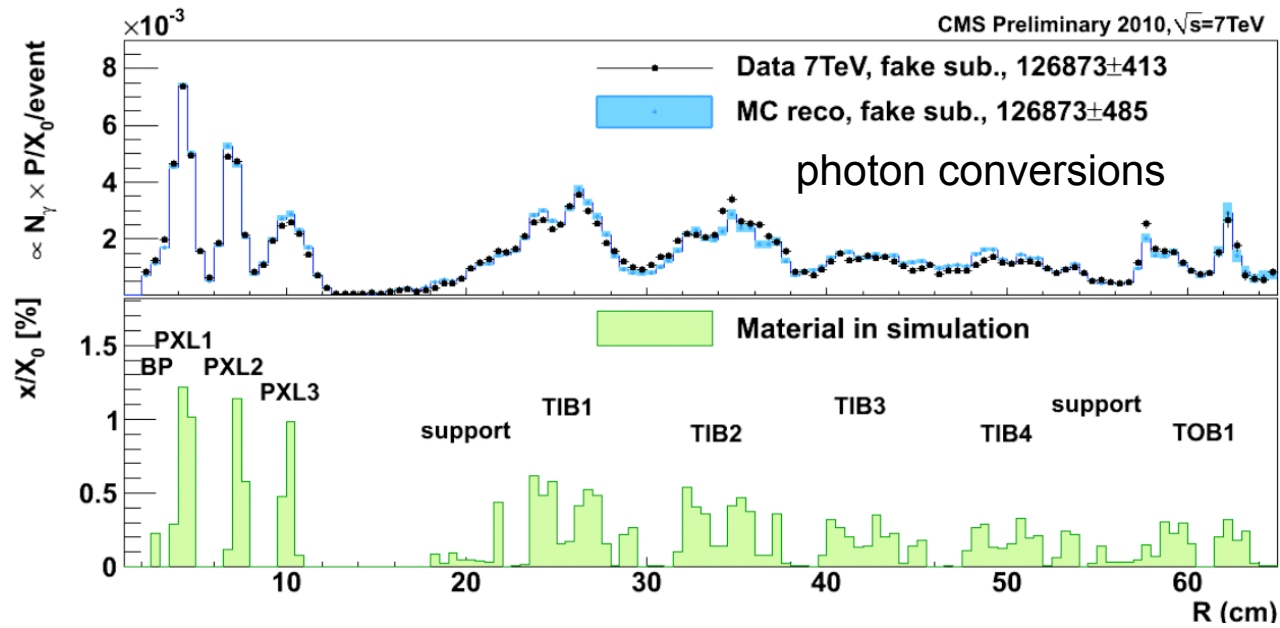 ×10⁻³
CMS Preliminary 2010, √s=7TeV
∝ Nγ × P/X₀/event
8
6
4
2
Data 7TeV, fake sub., 126873±413
MC reco, fake sub., 126873±485
photon conversions
x/X₀ [%]
1.5
1
0.5
0
Material in simulation
PXL1
BP
PXL2
PXL3
support
TIB1
TIB2
TIB3
TIB4
support
TOB1
10
20
30
40
50
60
R (cm)